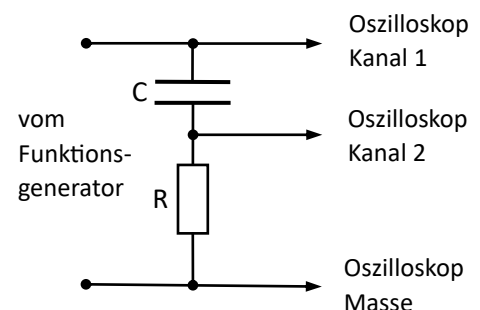 Oszilloskop
Kanal 1
C
vom
Funktions-
generator
Oszilloskop
Kanal 2
R
Oszilloskop
Masse